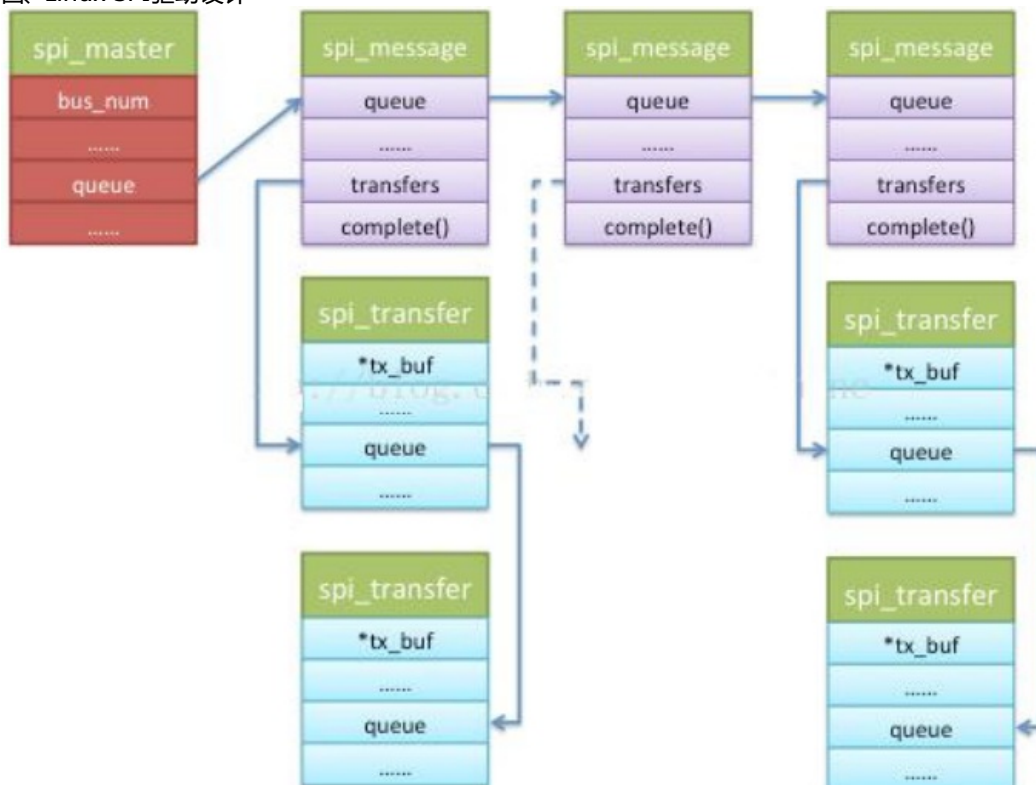 spi_master
bus_num
......
queue
......
spi_message
queue
......
transfers
complete()
spi_message
queue
......
transfers
complete()
spi_message
queue
......
transfers
complete()
spi_transfer
*tx_buf
......
queue
......
spi_transfer
*tx_buf
......
queue
......
spi_transfer
*tx_buf
......
queue
......
spi_transfer
*tx_buf
......
queue
......